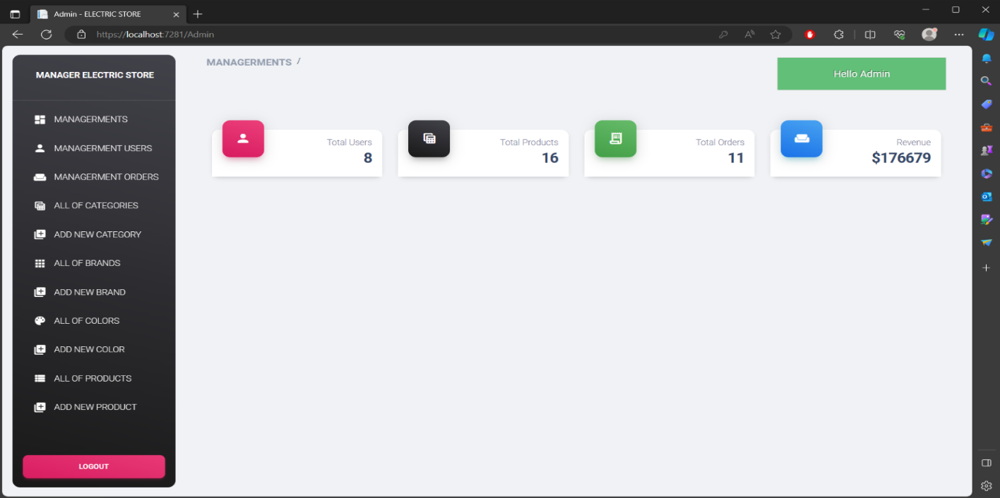 Admin - ELECTRIC STORE
https://localhost:7281/Admin
MANAGER ELECTRIC STORE
MANAGERMENTS
MANAGERMENT USERS
MANAGERMENT ORDERS
ALL OF CATEGORIES
ADD NEW CATEGORY
ALL OF BRANDS
ADD NEW BRAND
ALL OF COLORS
ADD NEW COLOR
ALL OF PRODUCTS
ADD NEW PRODUCT
LOGOUT
MANAGERMENTS /
Hello Admin
Total Users
8
Total Products
16
Total Orders
11
Revenue
$176679